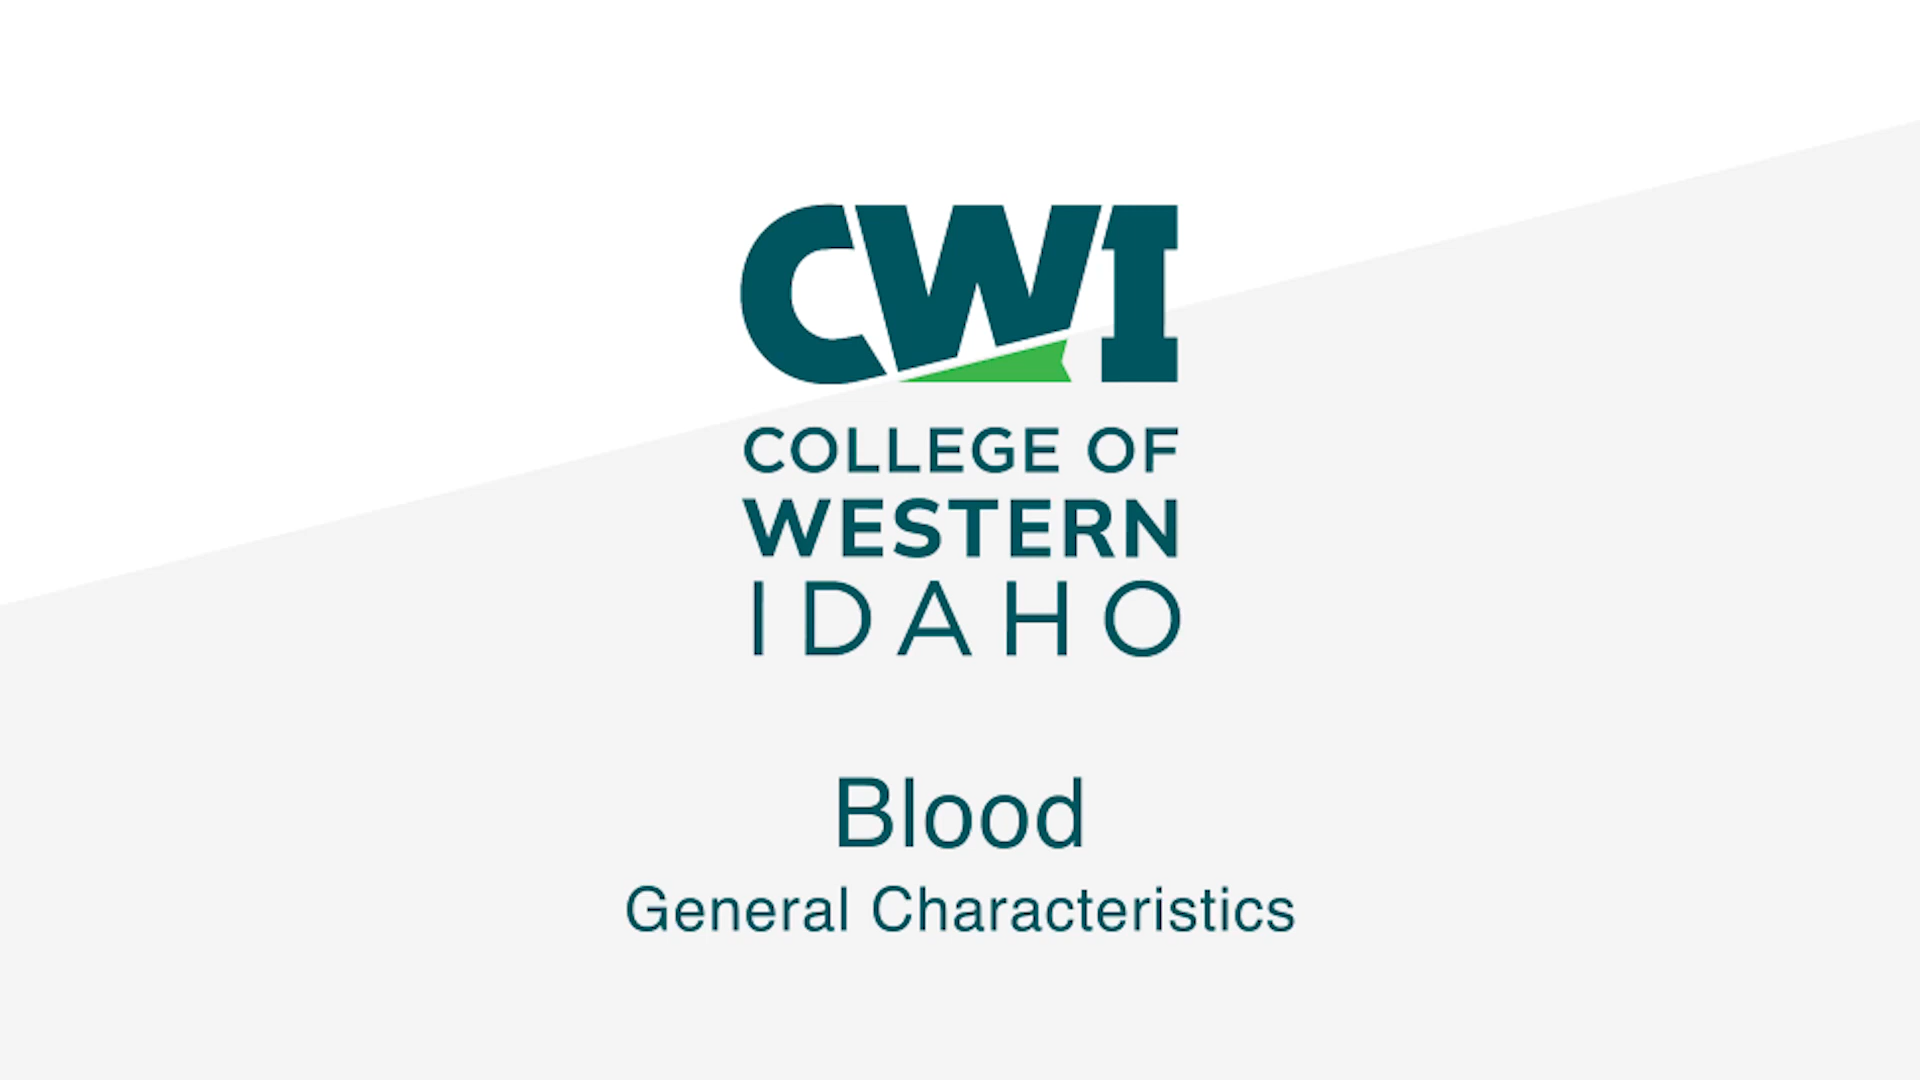 CWI
COLLEGE OF
WESTERN
IDAHO
Blood
General Characteristics